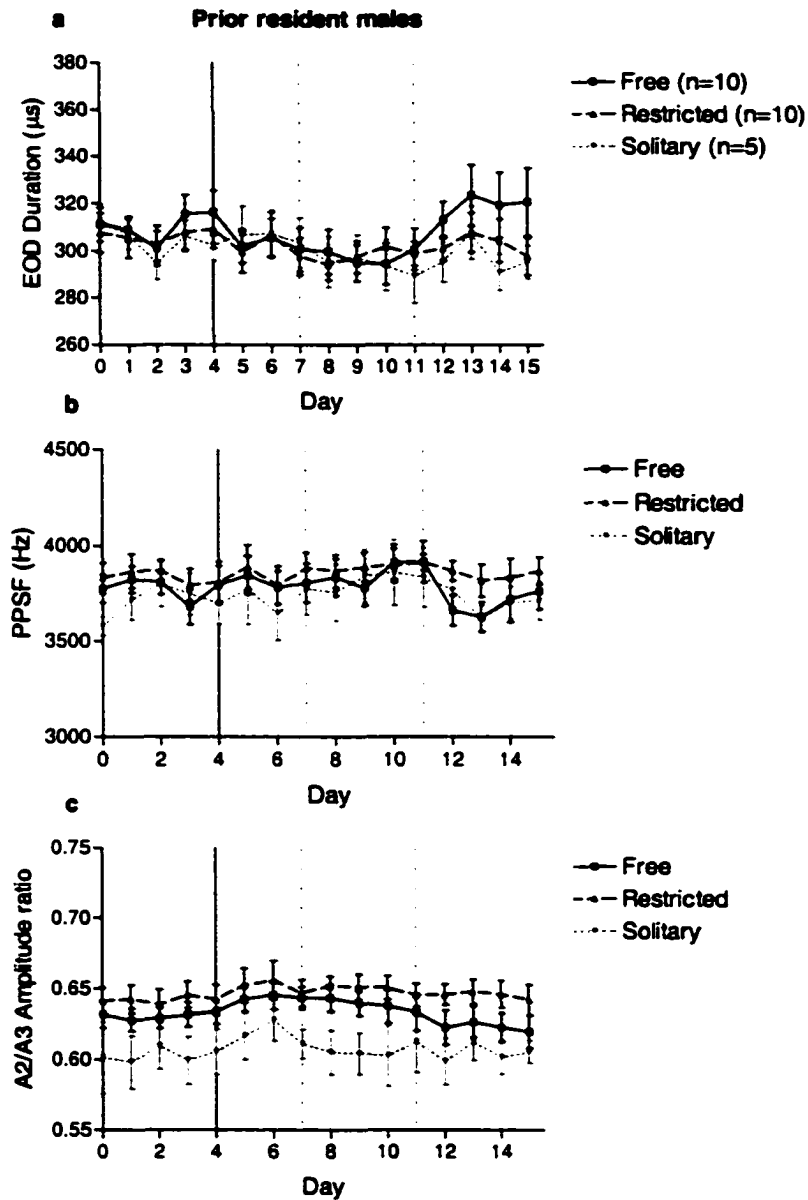 a Prior resident males
380
360
340
320
300
280
260
EOD Duration (µs)
Free (n=10)
Restricted (n=10)
Solitary (n=5)
0 1 2 3 4 5 6 7 8 9 10 11 12 13 14 15
Day
b
4500
4000
3500
3000
PPSF (Hz)
Free
Restricted
Solitary
0 2 4 6 8 10 12 14
Day
c
0.75
0.70
0.65
0.60
0.55
A2/A3 Amplitude ratio
Free
Restricted
Solitary
0 2 4 6 8 10 12 14
Day